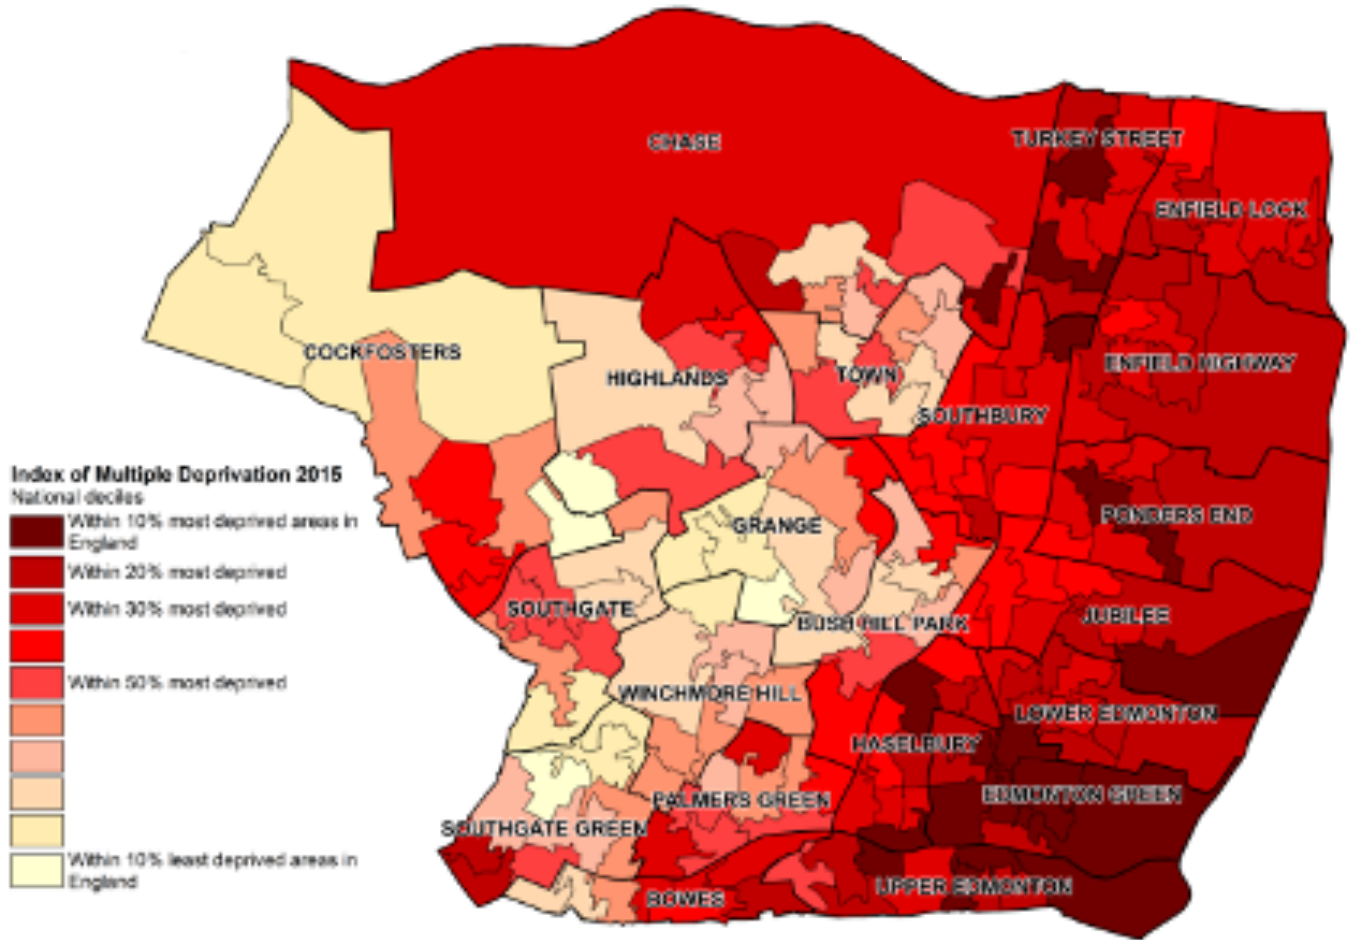 CHASE
TURKEY STREET
ENFIELD LOCK
COCKFOSTERS
HIGHLANDS
TOWN
ENFIELD HIGHWAY
SOUTHBURY
Index of Multiple Deprivation 2015
National deciles
Within 10% most deprived areas in
England
Within 20% most deprived
Within 30% most deprived
Within 50% most deprived
Within 10% least deprived areas in
England
GRANGE
PONDERS END
SOUTHGATE
BUSH HILL PARK
JUBILEE
WINCHMORE HILL
LOWER EDMONTON
HASELBURY
PALMERS GREEN
EDMONTON GREEN
SOUTHGATE GREEN
BOWES
UPPER EDMONTON